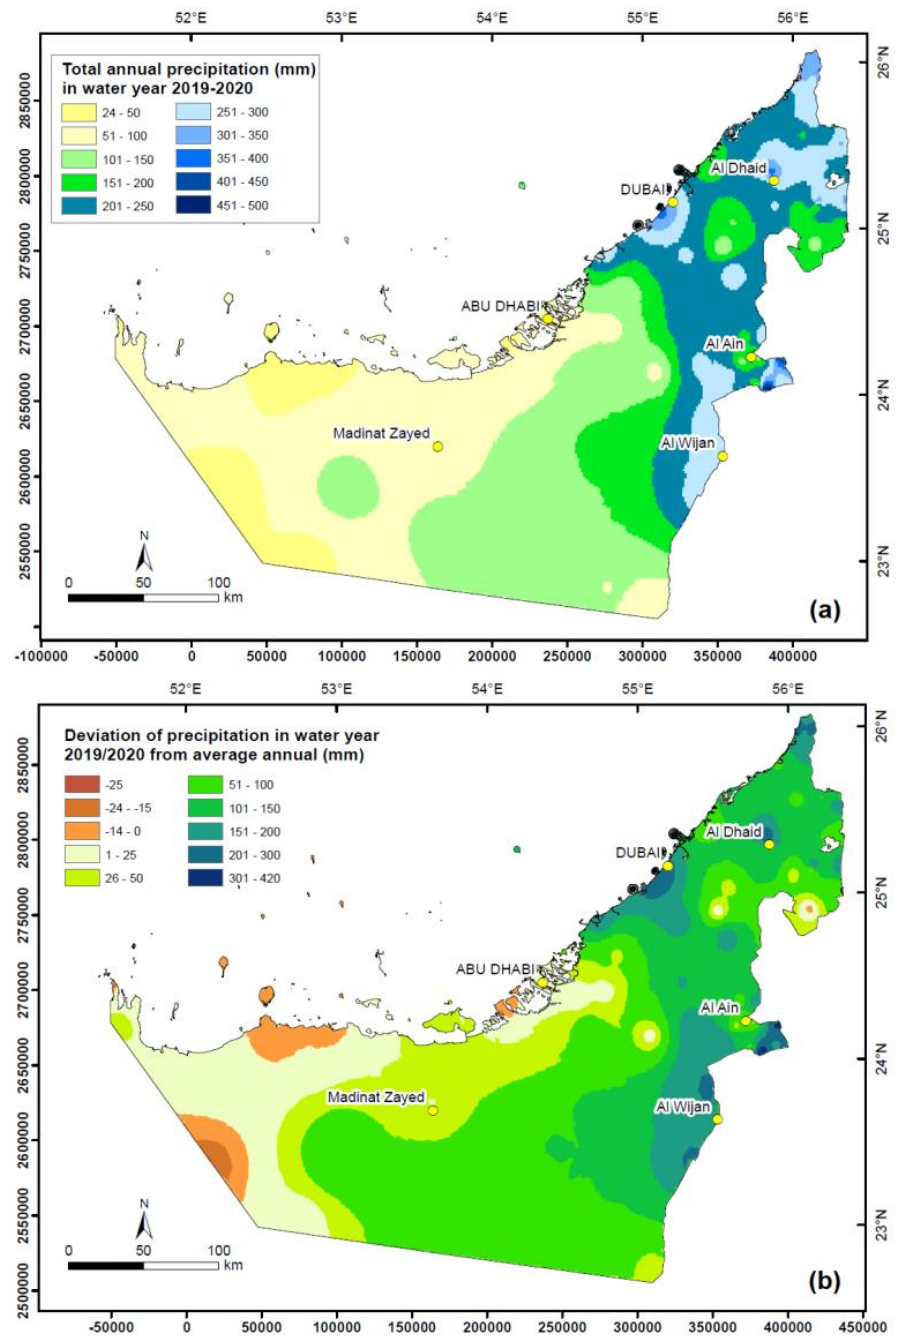 52°E 53°E 54°E 55°E 56°E
Total annual precipitation (mm)
in water year 2019-2020
24 - 50 251 - 300
51 - 100 301 - 350
101 - 150 351 - 400
151 - 200 401 - 450
201 - 250 451 - 500
26°N
25°N
24°N
23°N
2850000
2800000
2750000
2700000
2650000
2600000
2550000
Al Dhaid
DUBAI
ABU DHABI
Al Ain
Madinat Zayed
Al Wijan
N
0 50 100
km
(a)
-100000 -50000 0 50000 100000 150000 200000 250000 300000 350000 400000
52°E 53°E 54°E 55°E 56°E
Deviation of precipitation in water year
2019/2020 from average annual (mm)
-25 51 - 100
-24 - -15 101 - 150
-14 - 0 151 - 200
1 - 25 201 - 300
26 - 50 301 - 420
26°N
25°N
24°N
23°N
2850000
2800000
2750000
2700000
2650000
2600000
2550000
2500000
Al Dhaid
DUBAI
ABU DHABI
Al Ain
Madinat Zayed
Al Wijan
N
0 50 100
km
(b)
-50000 0 50000 100000 150000 200000 250000 300000 350000 400000 450000